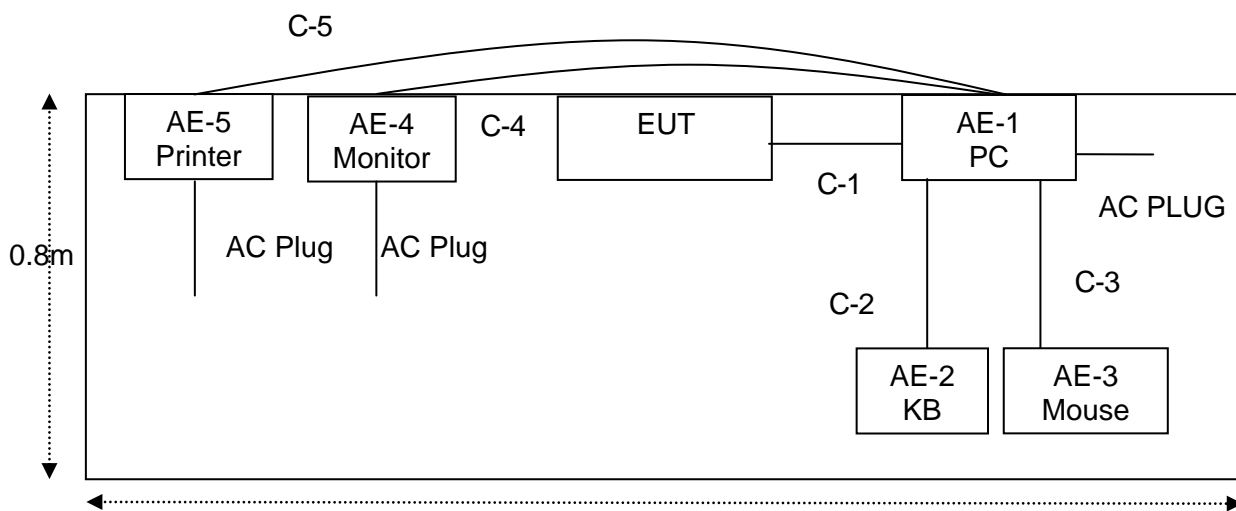 C-5
AE-5
Printer
AE-4
Monitor
C-4
EUT
AE-1
PC
C-1
AC PLUG
0.8m
AC Plug
AC Plug
C-2
C-3
AE-2
KB
AE-3
Mouse